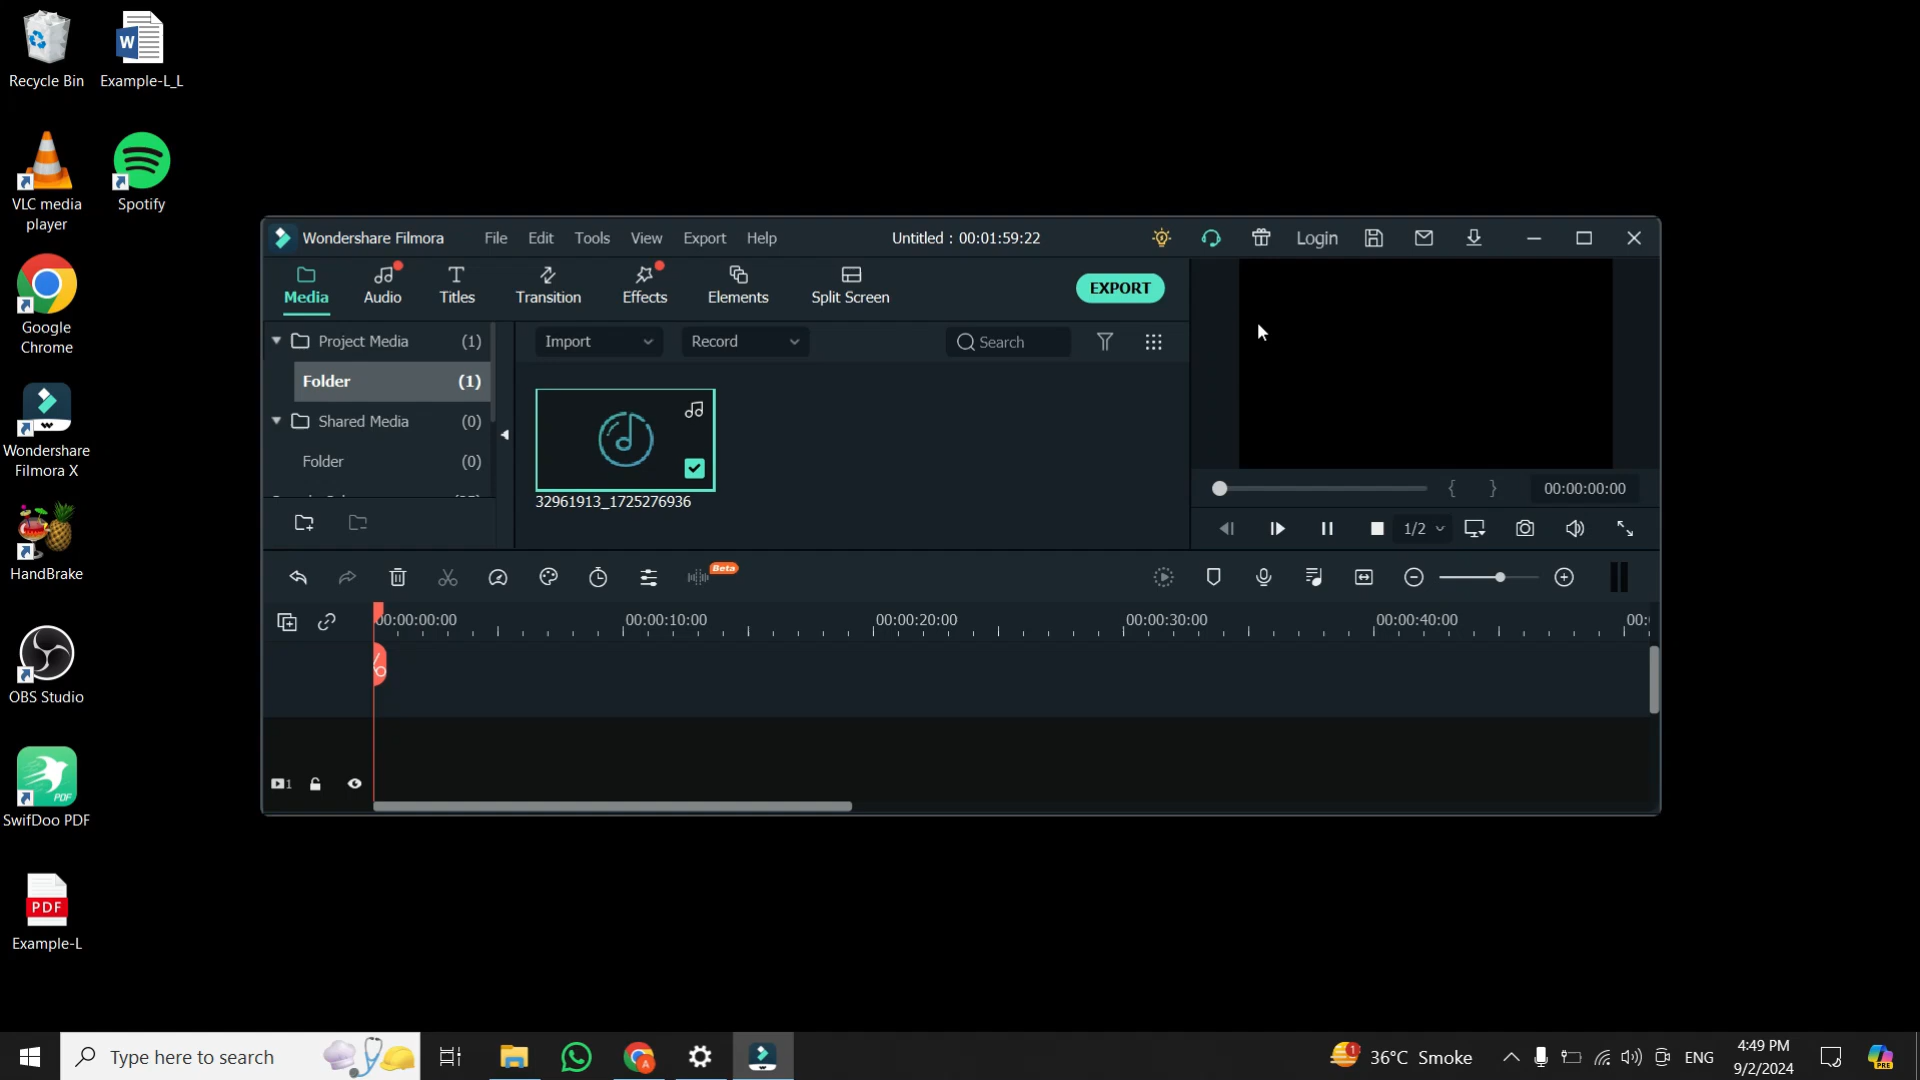 Recycle Bin
Example-L_L
VLC media
player
Spotify
Google
Chrome
Wondershare
Filmora X
HandBrake
OBS Studio
SwifDoo PDF
PDF
Example-L
Wondershare Filmora
File
Edit
Tools
View
Export
Help
Untitled : 00:01:59:22
Login
Media
Audio
Titles
Transition
Effects
Elements
Split Screen
EXPORT
Project Media (1)
Folder (1)
Shared Media (0)
Folder (0)
Import
Record
Search
32961913_1725276936
00:00:00:00
1/2
Beta
00:00:00:00
00:00:10:00
00:00:20:00
00:00:30:00
00:00:40:00
00:
1
Type here to search
1
36°C Smoke
ENG
4:49 PM
9/2/2024
PRE